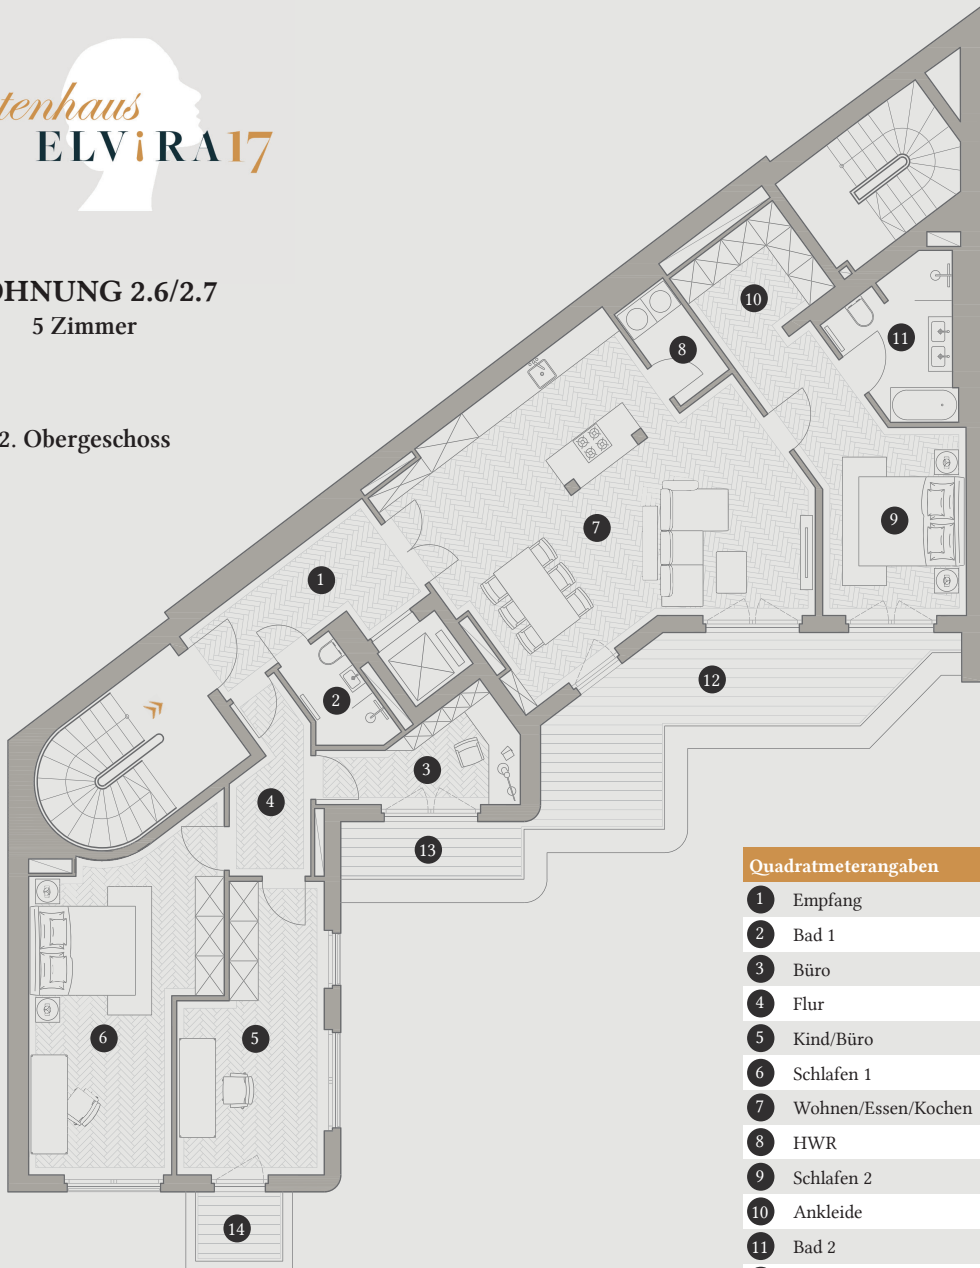 tenhaus
ELViRA17
OHNUNG 2.6/2.7
5 Zimmer
2. Obergeschoss
10
8
11
9
7
1
2
12
3
4
13
6
5
14
Quadratmeterangaben
1 Empfang
2 Bad 1
3 Büro
4 Flur
5 Kind/Büro
6 Schlafen 1
7 Wohnen/Essen/Kochen
8 HWR
9 Schlafen 2
10 Ankleide
11 Bad 2